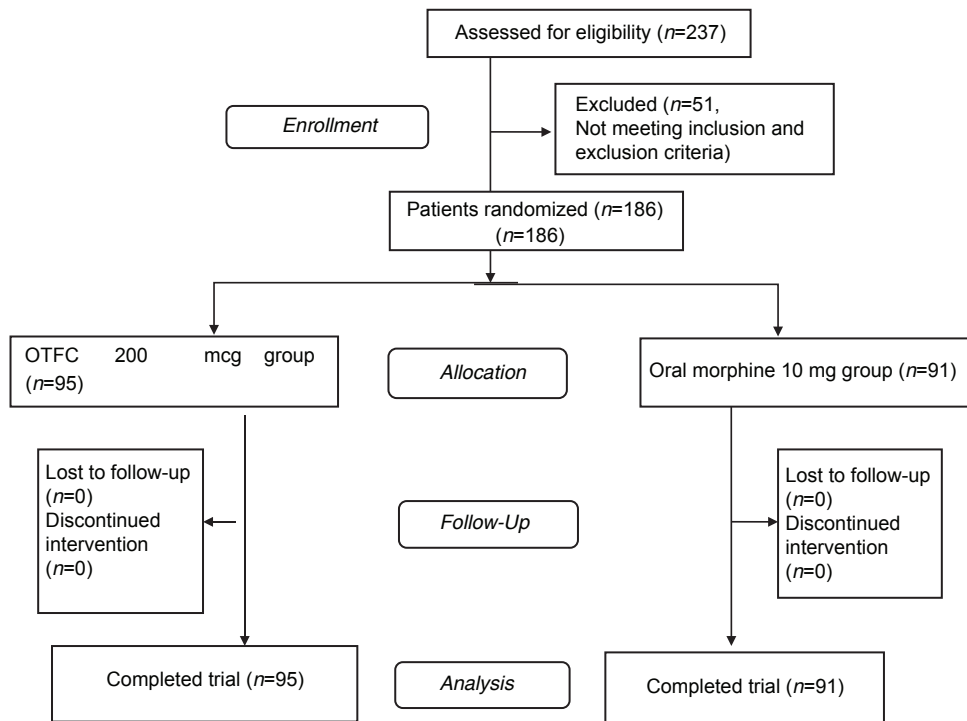 Assessed for eligibility (n=237)
Enrollment
Excluded (n=51,
Not meeting inclusion and
exclusion criteria)
Patients randomized (n=186)
(n=186)
OTFC 200 mcg group
(n=95)
Allocation
Oral morphine 10 mg group (n=91)
Lost to follow-up
(n=0)
Discontinued
intervention
(n=0)
Follow-Up
Lost to follow-up
(n=0)
Discontinued
intervention
(n=0)
Completed trial (n=95)
Analysis
Completed trial (n=91)